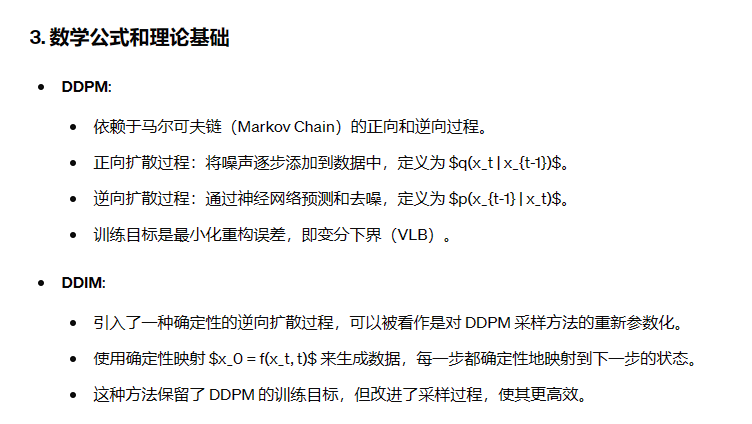 3. 数学公式和理论基础
• DDPM:
• 依赖于马尔可夫链（Markov Chain）的正向和逆向过程。
• 正向扩散过程：将噪声逐步添加到数据中，定义为 $q(x_t | x_{t-1})$。
• 逆向扩散过程：通过神经网络预测和去噪，定义为 $p(x_{t-1} | x_t)$。
• 训练目标是最小化重构误差，即变分下界（VLB）。
• DDIM:
• 引入了一种确定性的逆向扩散过程，可以被看作是对 DDPM 采样方法的重新参数化。
• 使用确定性映射 $x_0 = f(x_t, t)$ 来生成数据，每一步都确定性地映射到下一步的状态。
• 这种方法保留了 DDPM 的训练目标，但改进了采样过程，使其更高效。